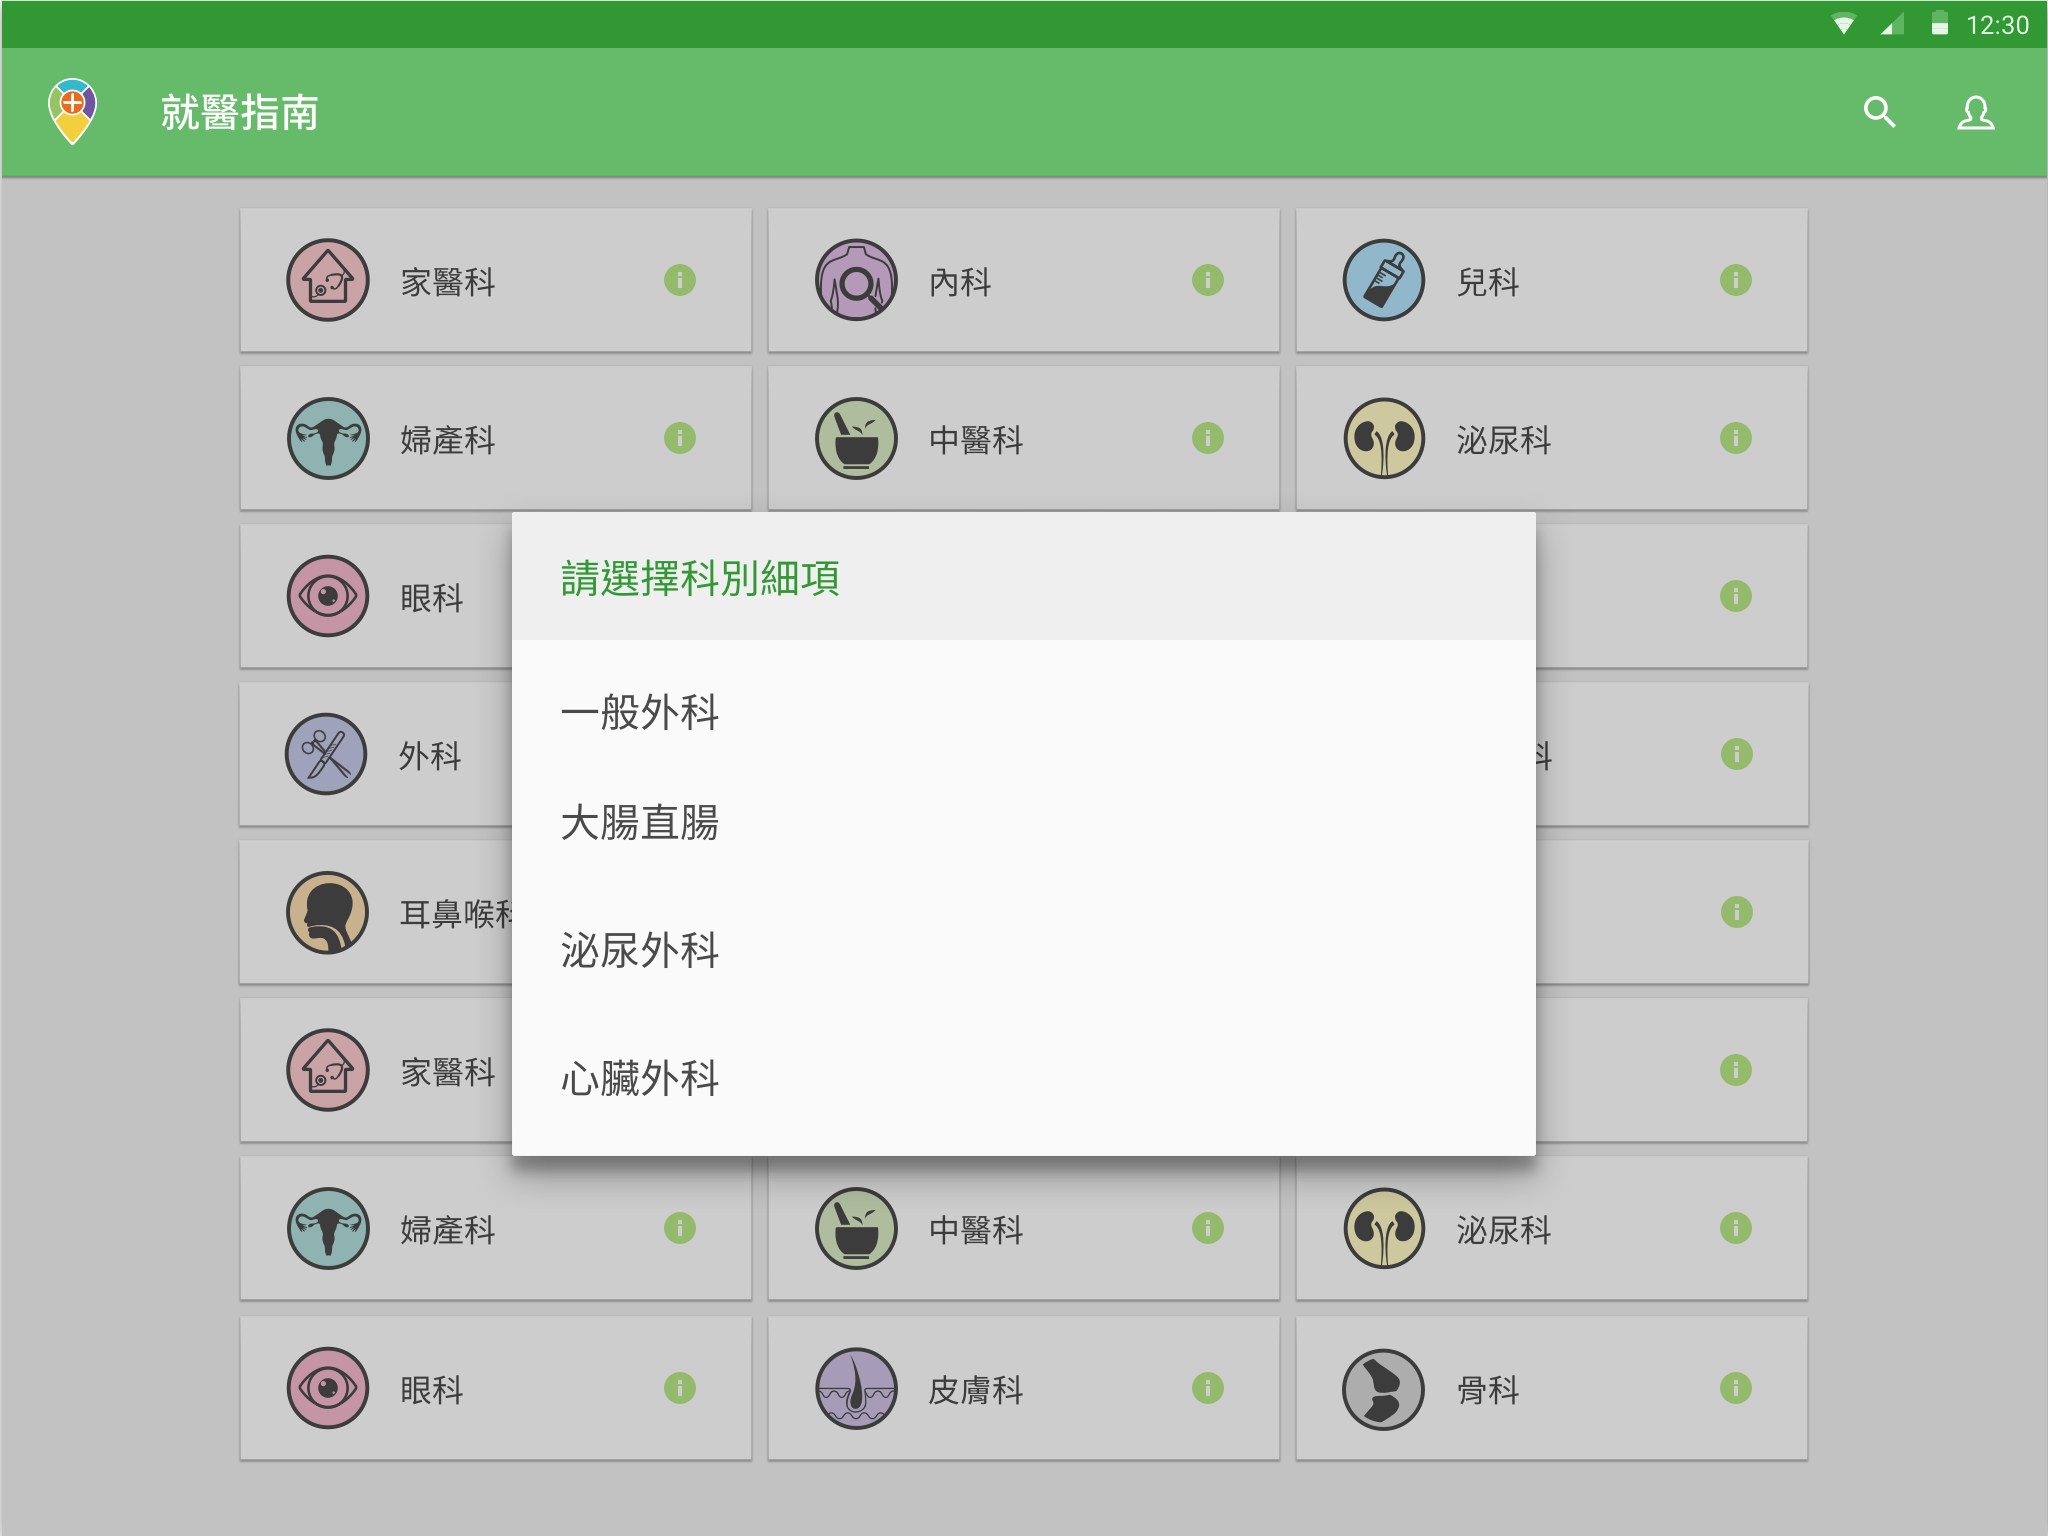 12:30
就醫指南
家醫科
內科
兒科
婦產科
中醫科
泌尿科
眼科
請選擇科別細項
一般外科
外科
科
大腸直腸
耳鼻喉科
泌尿外科
家醫科
心臟外科
婦產科
中醫科
泌尿科
眼科
皮膚科
骨科